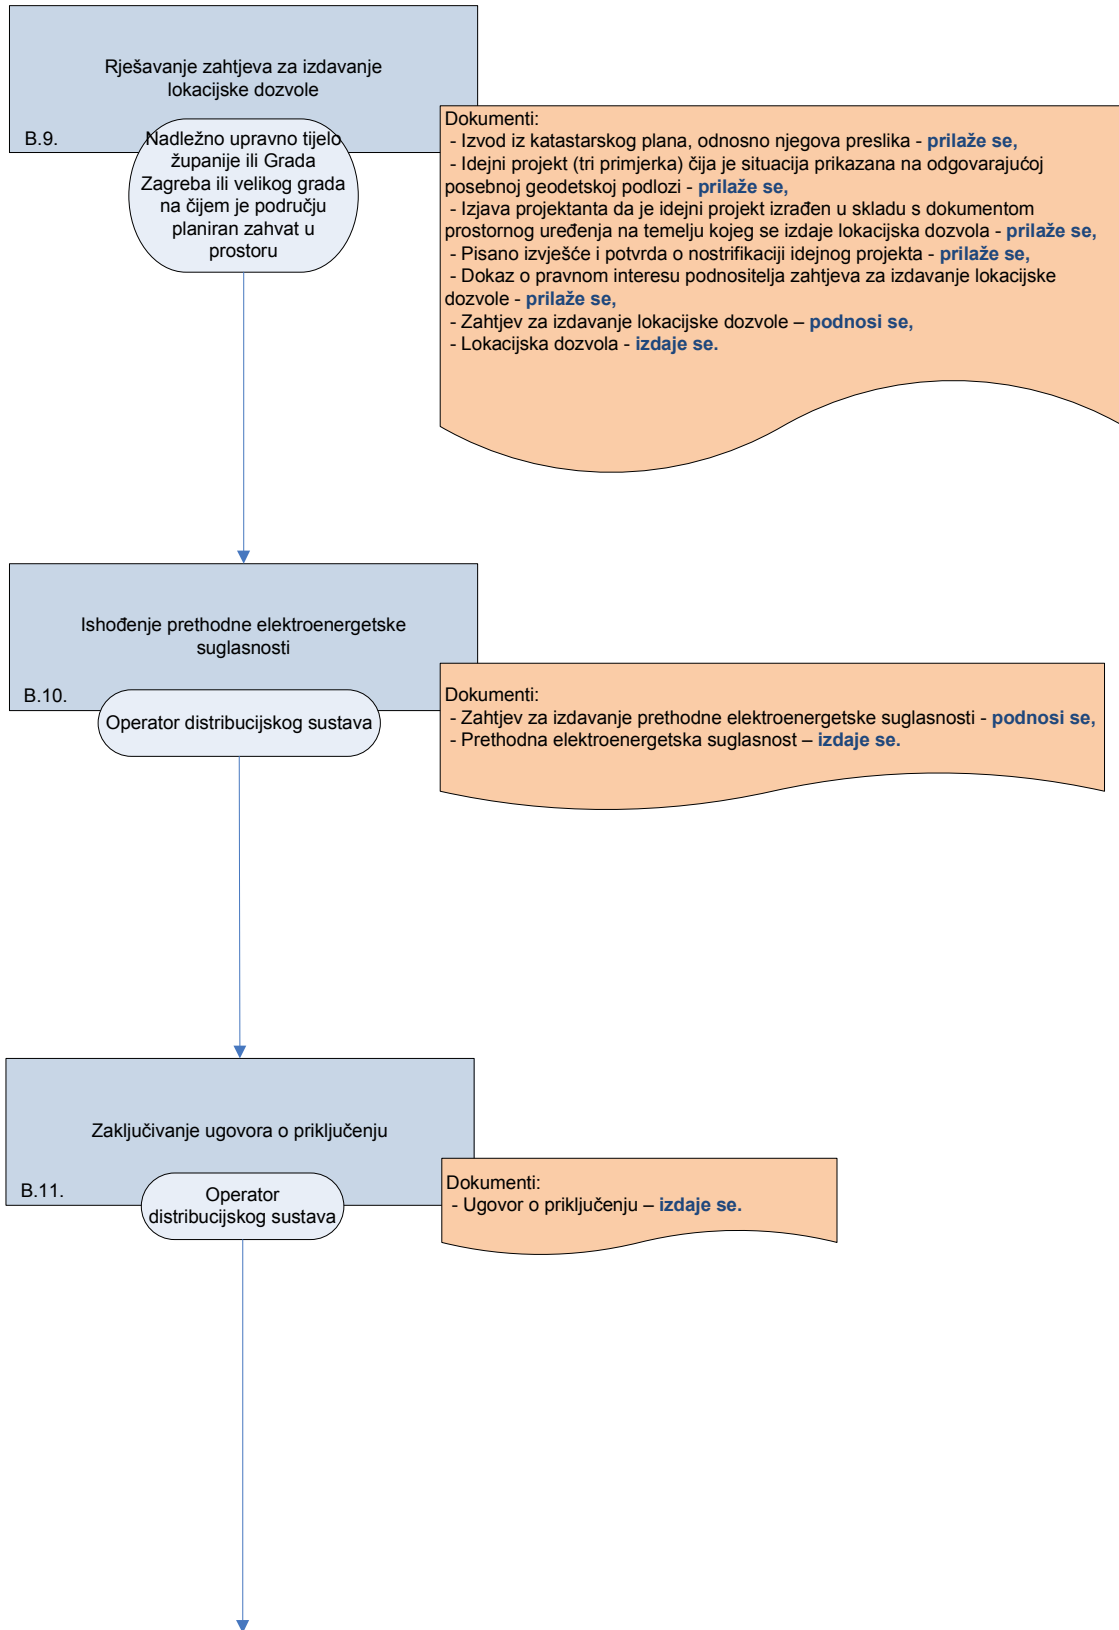 Rješavanje zahtjeva za izdavanje
lokacijske dozvole
B.9.
Nadležno upravno tijelo
županije ili Grada
Zagreba ili velikog grada
na čijem je području
planiran zahvat u
prostoru
Dokumenti:
- Izvod iz katastarskog plana, odnosno njegova preslika - prilaže se,
- Idejni projekt (tri primjerka) čija je situacija prikazana na odgovarajućoj
posebnoj geodetskoj podlozi - prilaže se,
- Izjava projektanta da je idejni projekt izrađen u skladu s dokumentom
prostornog uređenja na temelju kojeg se izdaje lokacijska dozvola - prilaže se,
- Pisano izvješće i potvrda o nostrifikaciji idejnog projekta - prilaže se,
- Dokaz o pravnom interesu podnositelja zahtjeva za izdavanje lokacijske
dozvole - prilaže se,
- Zahtjev za izdavanje lokacijske dozvole – podnosi se,
- Lokacijska dozvola - izdaje se.
Ishođenje prethodne elektroenergetske
suglasnosti
B.10.
Operator distribucijskog sustava
Dokumenti:
- Zahtjev za izdavanje prethodne elektroenergetske suglasnosti - podnosi se,
- Prethodna elektroenergetska suglasnost – izdaje se.
Zaključivanje ugovora o priključenju
B.11.
Operator
distribucijskog sustava
Dokumenti:
- Ugovor o priključenju – izdaje se.